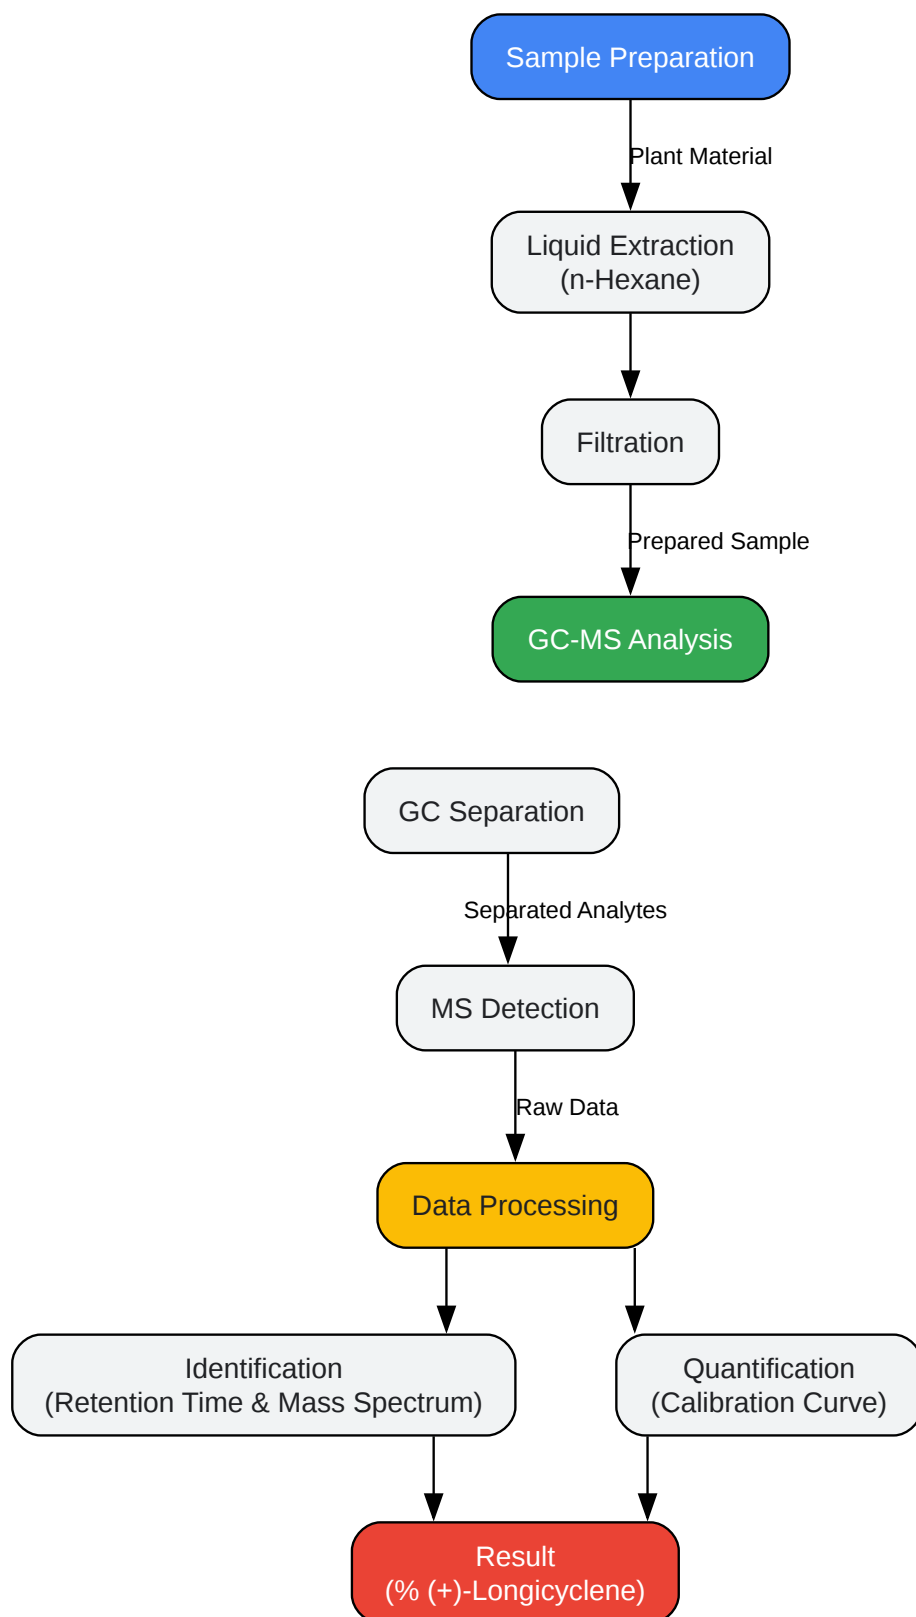 Sample Preparation
Plant Material
Liquid Extraction
(n-Hexane)
Filtration
Prepared Sample
GC-MS Analysis
GC Separation
Separated Analytes
MS Detection
Raw Data
Data Processing
Identification
(Retention Time & Mass Spectrum)
Quantification
(Calibration Curve)
Result
(% (+)-Longicyclene)